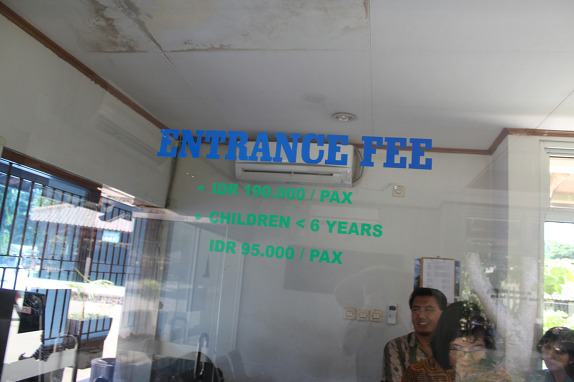 ENTRANCE FEE
• IDR 190.000 / PAX
• CHILDREN < 6 YEARS
IDR 95.000 / PAX